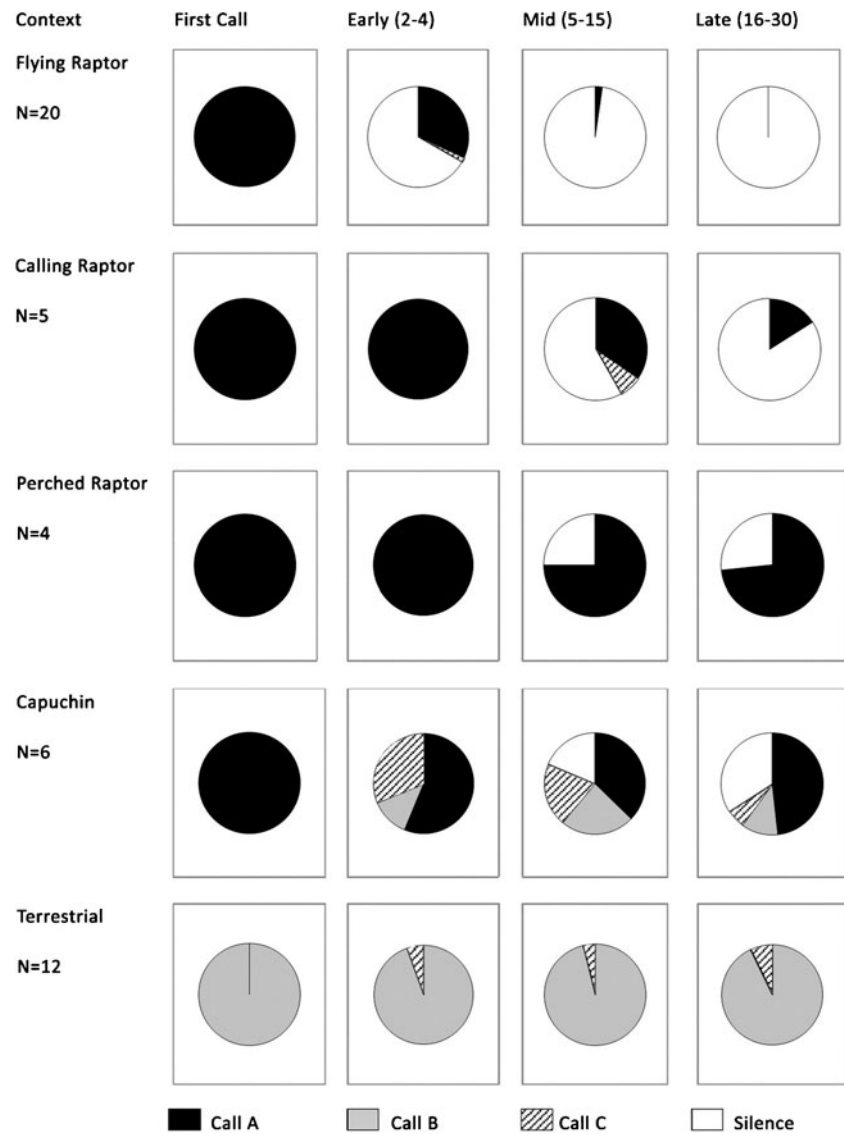 Context First Call Early (2-4) Mid (5-15) Late (16-30)
Flying Raptor
N=20
Calling Raptor
N=5
Perched Raptor
N=4
Capuchin
N=6
Terrestrial
N=12
Call A Call B Call C Silence